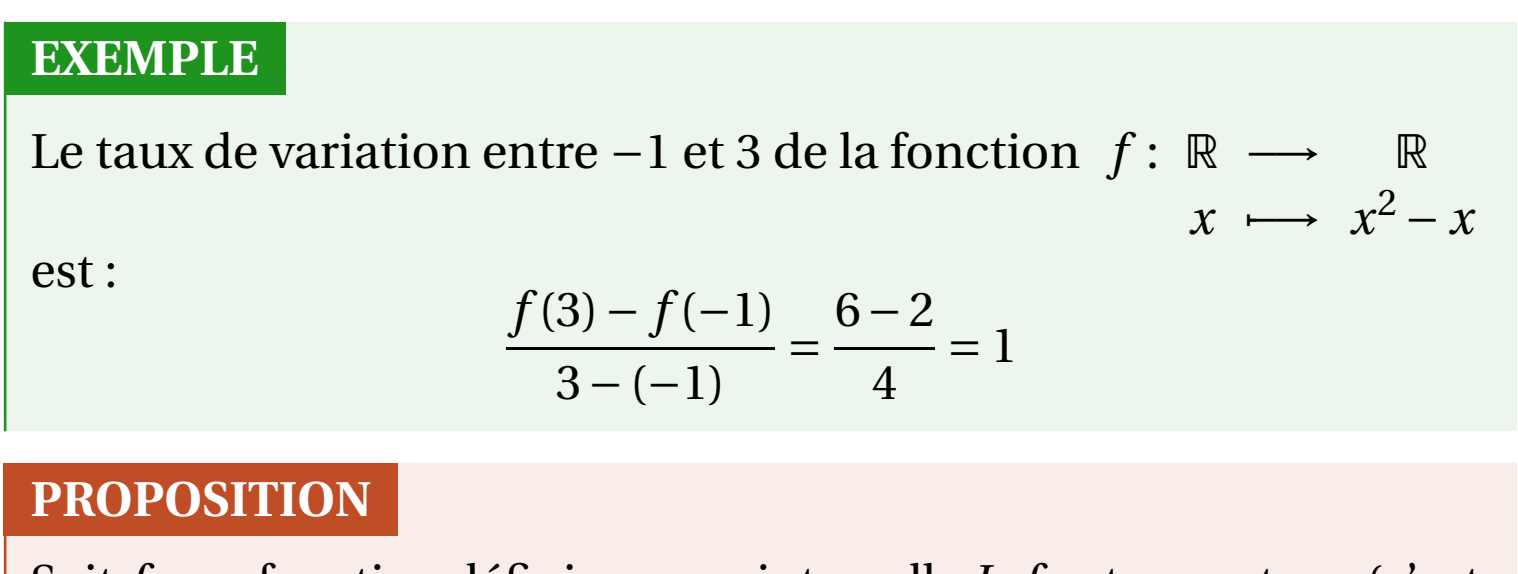 EXEMPLE
Le taux de variation entre −1 et 3 de la fonction f : ℝ ⟶ ℝ
x ⟼ x² − x
est :
f(3) − f(−1) / 3 − (−1) = 6 − 2 / 4 = 1
PROPOSITION